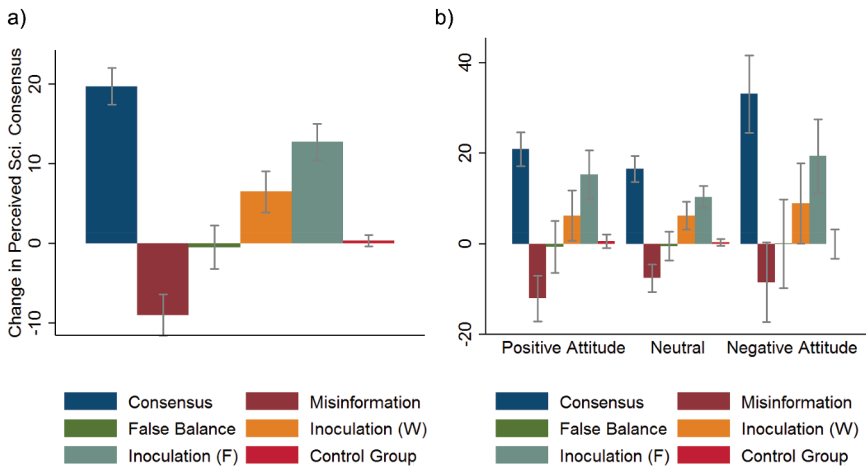 a)
Change in Perceived Sci. Consensus
20
10
0
-10
Consensus
Misinformation
False Balance
Inoculation (W)
Inoculation (F)
Control Group
b)
40
20
0
-20
Positive Attitude
Neutral
Negative Attitude
Consensus
Misinformation
False Balance
Inoculation (W)
Inoculation (F)
Control Group